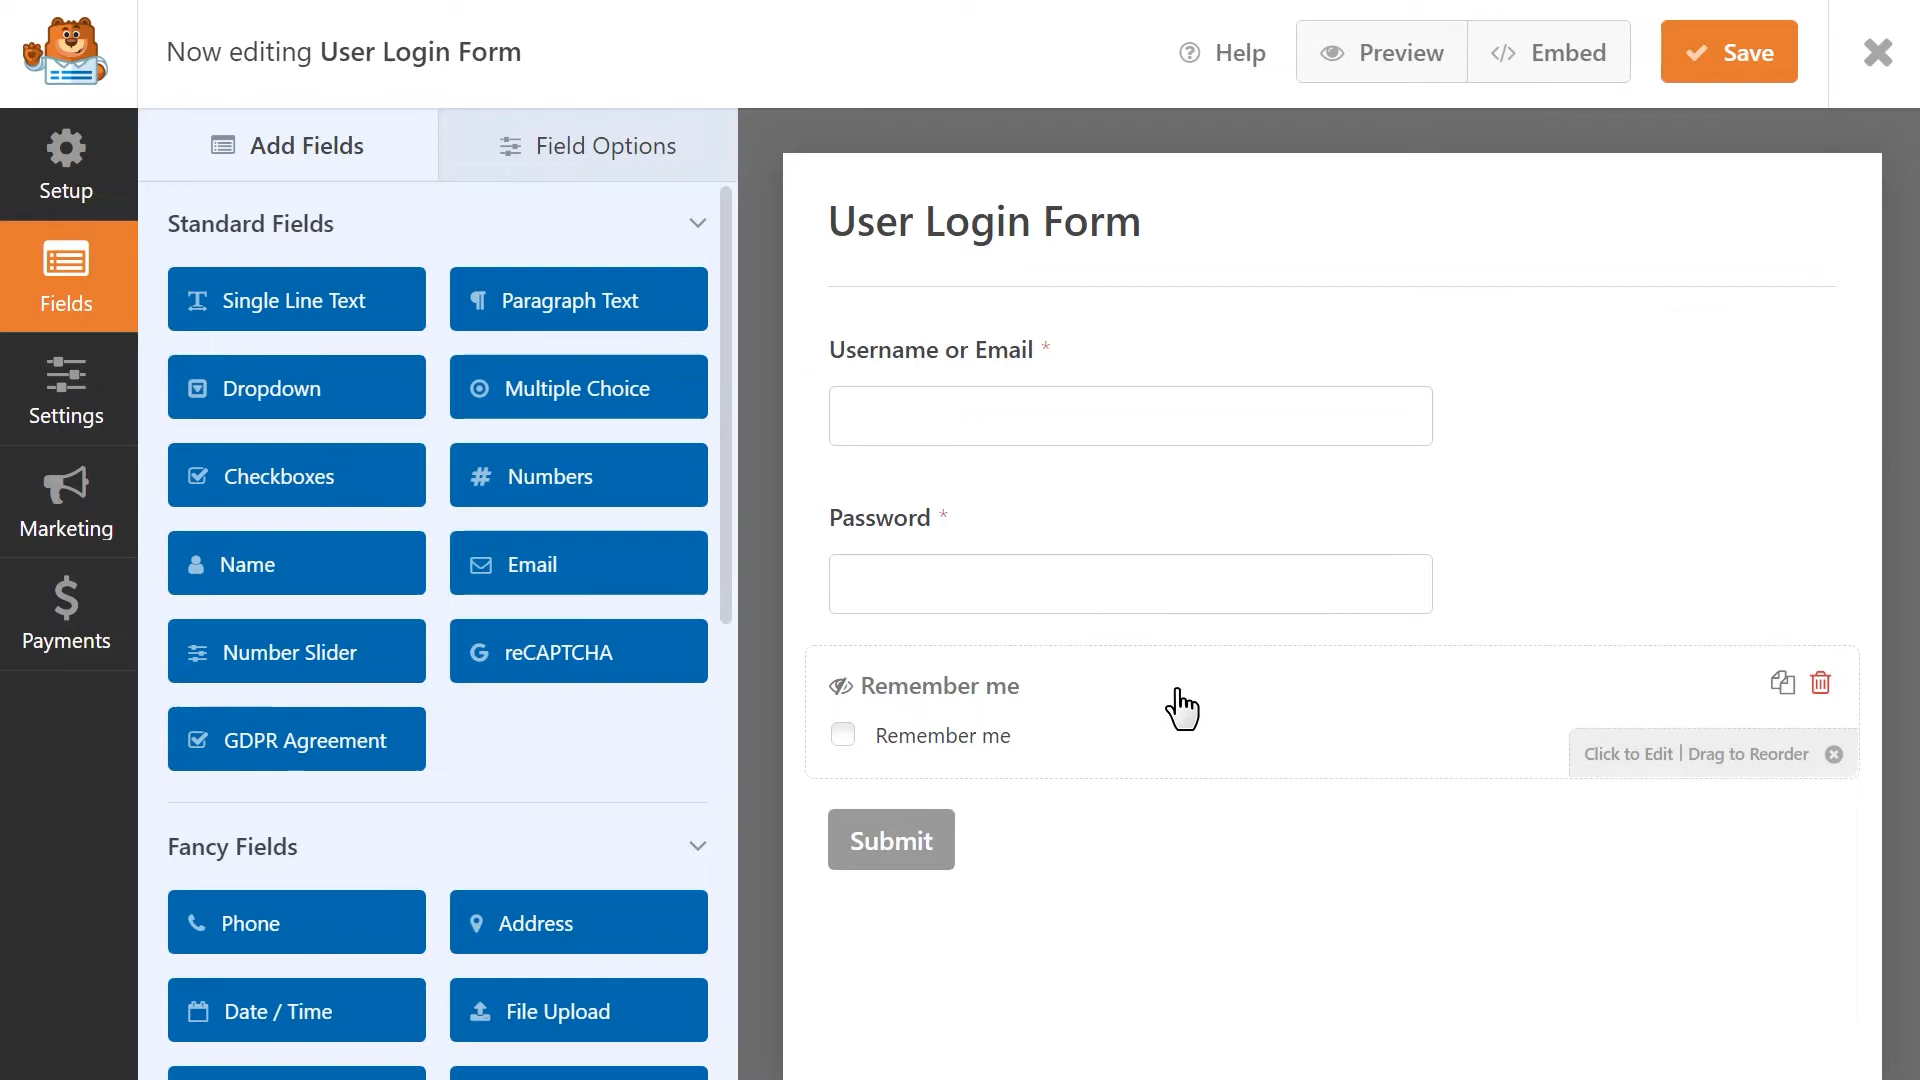 Now editing User Login Form
Help
Preview
Embed
Save
Setup
Fields
Settings
Marketing
Payments
Add Fields
Field Options
Standard Fields
Single Line Text
Paragraph Text
Dropdown
Multiple Choice
Checkboxes
Numbers
Name
Email
Number Slider
reCAPTCHA
GDPR Agreement
Fancy Fields
Phone
Address
Date / Time
File Upload
User Login Form
Username or Email *
Password *
Remember me
Remember me
Click to Edit | Drag to Reorder
Submit